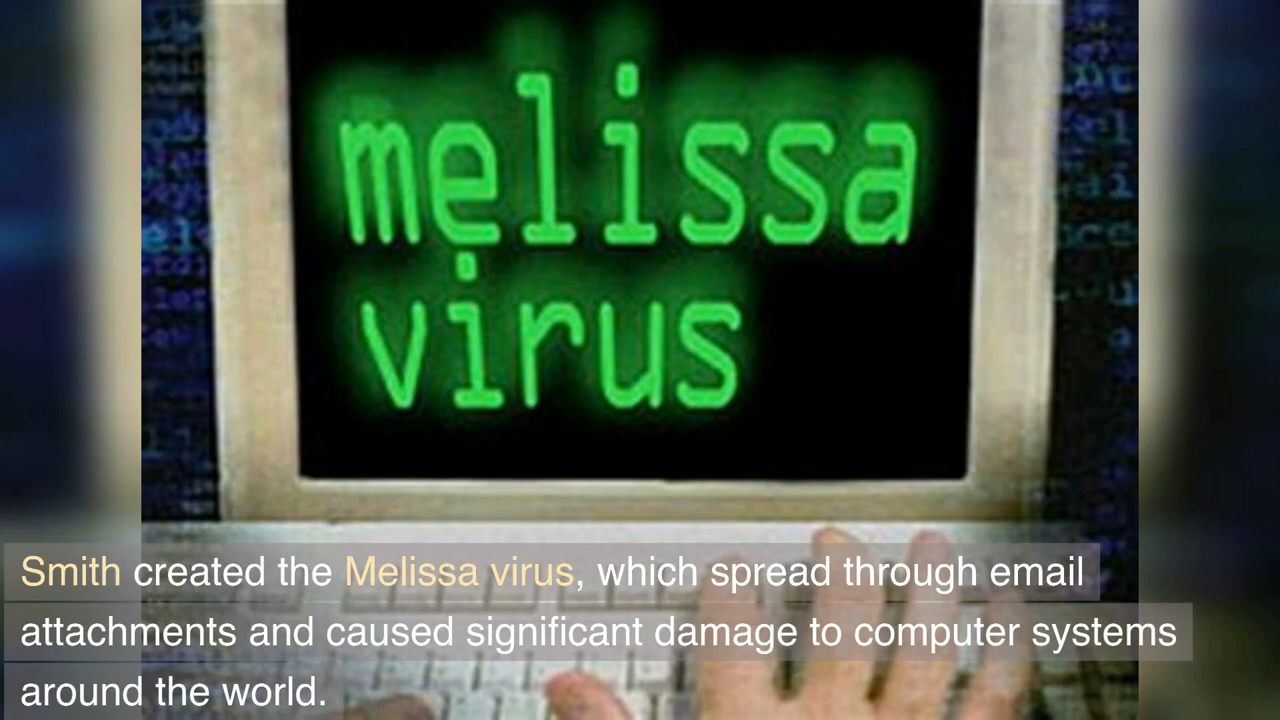 melissa
virus
Smith created the Melissa virus, which spread through email
attachments and caused significant damage to computer systems
around the world.